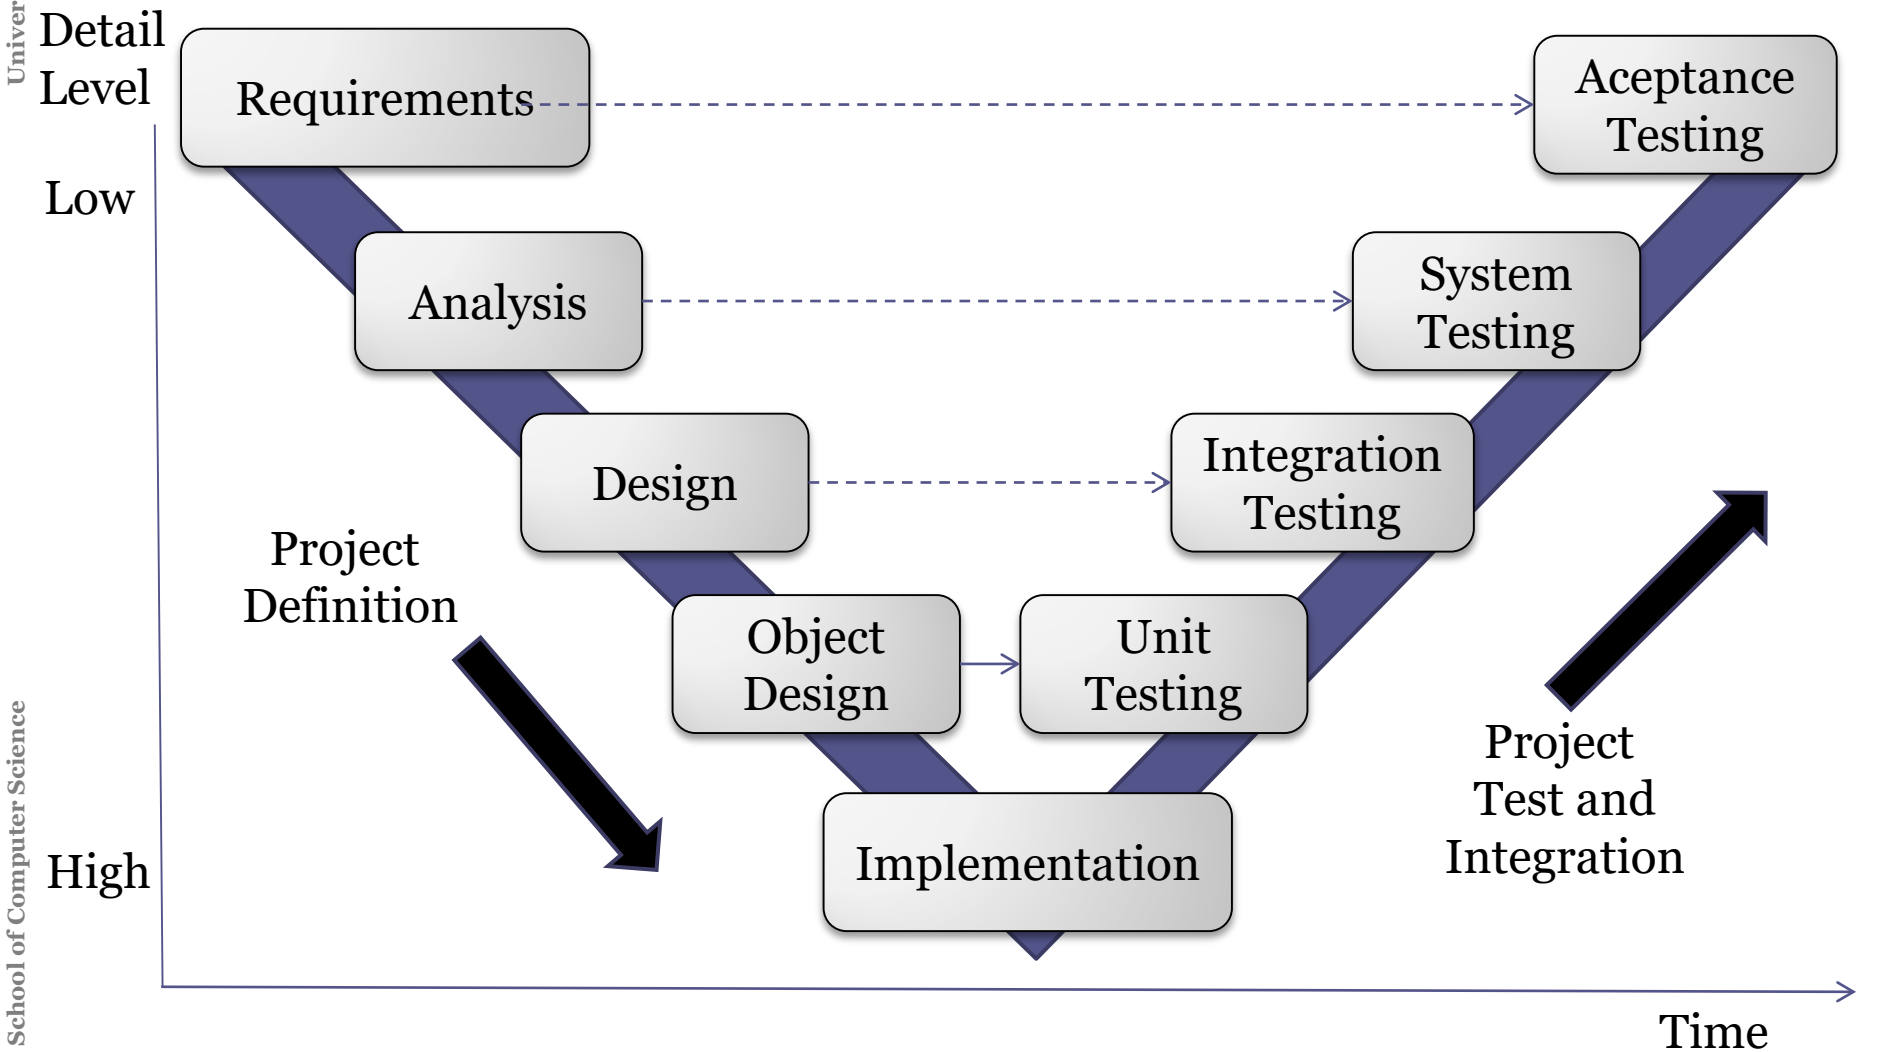 Detail
Level
Requirements
Aceptance
Testing
Low
Analysis
System
Testing
Design
Integration
Testing
Project
Definition
Object
Design
Unit
Testing
Project
Test and
Integration
Implementation
High
Time
School of Computer Science
Univer